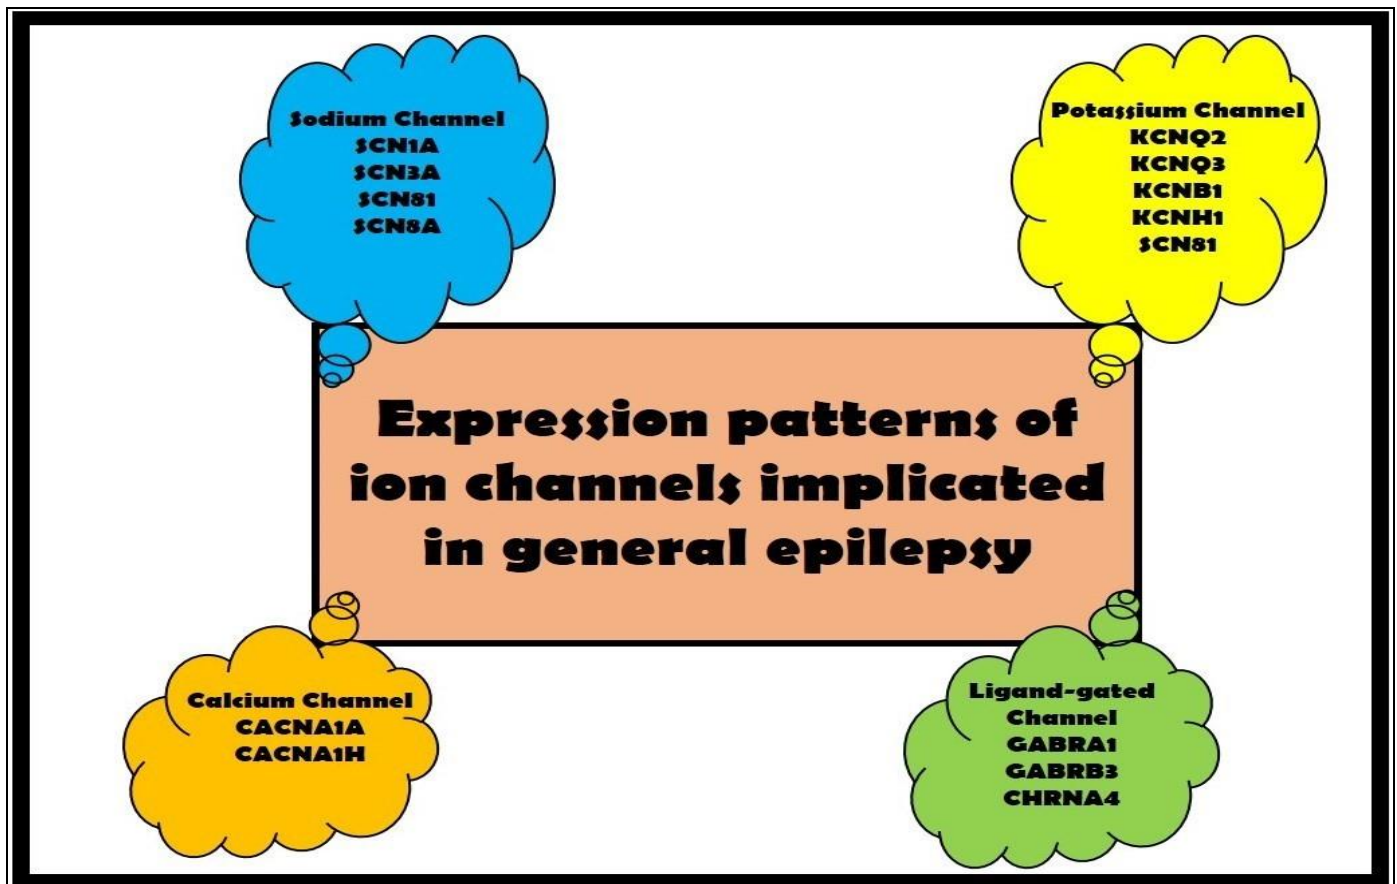 Sodium Channel
SCN1A
SCN3A
SCN81
SCN8A
Potassium Channel
KCNQ2
KCNQ3
KCNB1
KCNH1
SCN81
Expression patterns of
ion channels implicated
in general epilepsy
Calcium Channel
CACNA1A
CACNA1H
Ligand-gated
Channel
GABRA1
GABRB3
CHRNA4